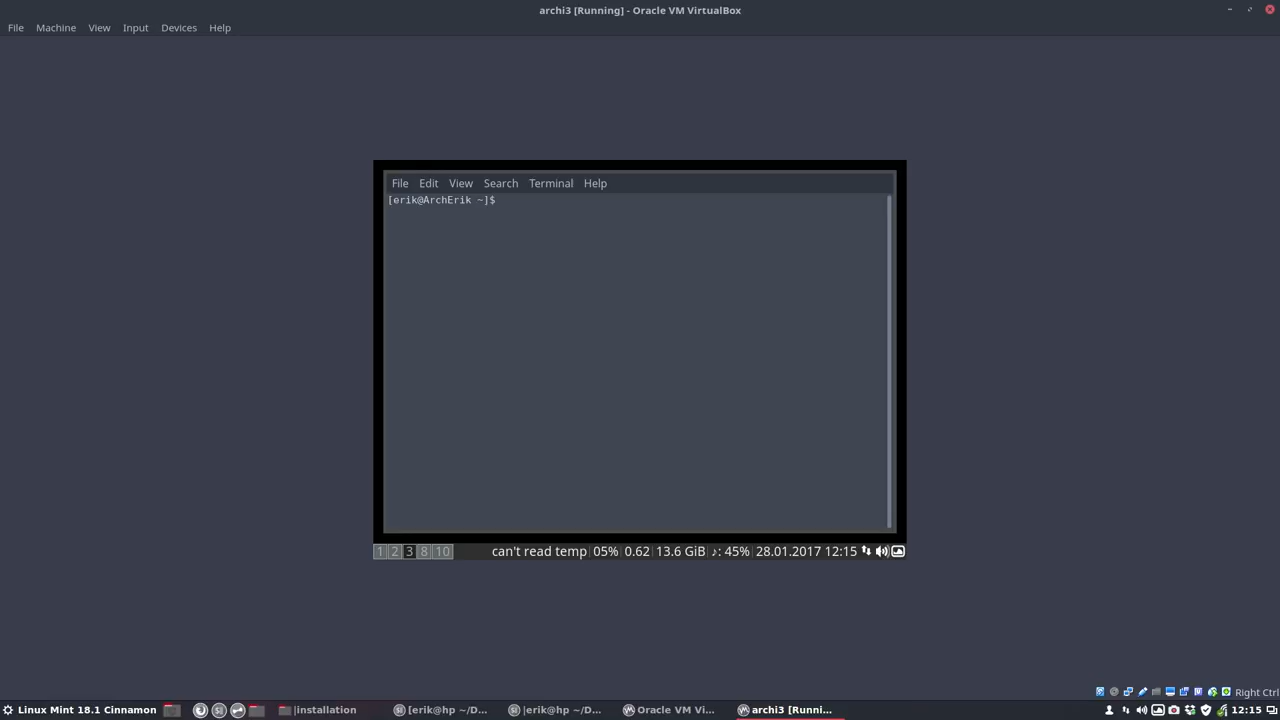 archi3 [Running] - Oracle VM VirtualBox
File Machine View Input Devices Help
File Edit View Search Terminal Help
[erik@ArchErik ~]$
1 2 3 8 10 can't read temp 05% 0.62 13.6 GiB ♪: 45% 28.01.2017 12:15
Right Ctrl
Linux Mint 18.1 Cinnamon |installation [erik@hp ~/D... |erik@hp ~/D... Oracle VM Vi... archi3 [Runni... 12:15